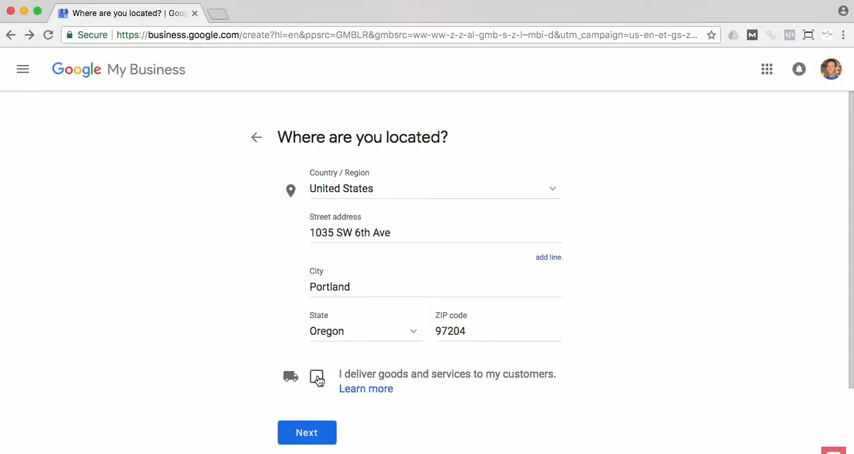 Where are you located? | Goo
Secure | https://business.google.com/create?hl=en&ppsrc=GMBLR&gmbsrc=ww-ww-z-z-al-gmb-s-z-l~mbi-d&utm_campaign=us-en-et-gs-z...
Google My Business
Where are you located?
Country / Region
United States
Street address
1035 SW 6th Ave
add line
City
Portland
State
ZIP code
Oregon
97204
I deliver goods and services to my customers.
Learn more
Next